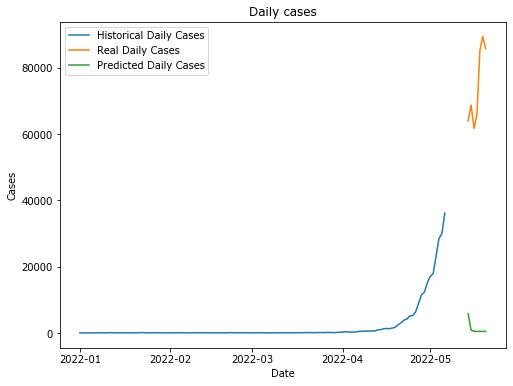 Daily cases
Historical Daily Cases
Real Daily Cases
Predicted Daily Cases
80000
60000
40000
20000
0
Cases
2022-01
2022-02
2022-03
2022-04
2022-05
Date